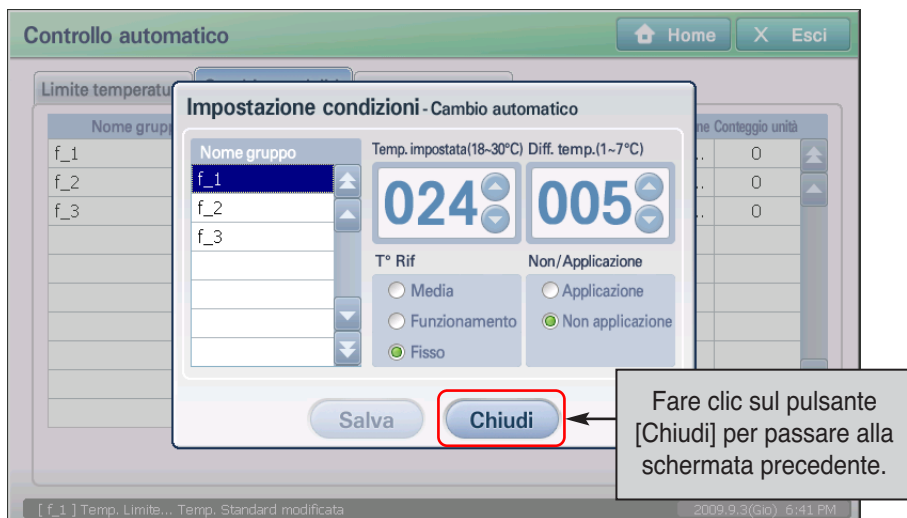 Controllo automatico
Home
X Esci
Limite temperatu
Nome grupp
ne Conteggio unità
f_1
.. 0
f_2
.. 0
f_3
.. 0
Impostazione condizioni - Cambio automatico
Nome gruppo
f_1
f_2
f_3
Temp. impostata(18~30°C)
Diff. temp.(1~7°C)
024
005
T° Rif
Media
Funzionamento
Fisso
Non/Applicazione
Applicazione
Non applicazione
Salva
Chiudi
Fare clic sul pulsante
[Chiudi] per passare alla
schermata precedente.
[ f_1 ] Temp. Limite... Temp. Standard modificata
2009.9.3(Gio) 6:41 PM